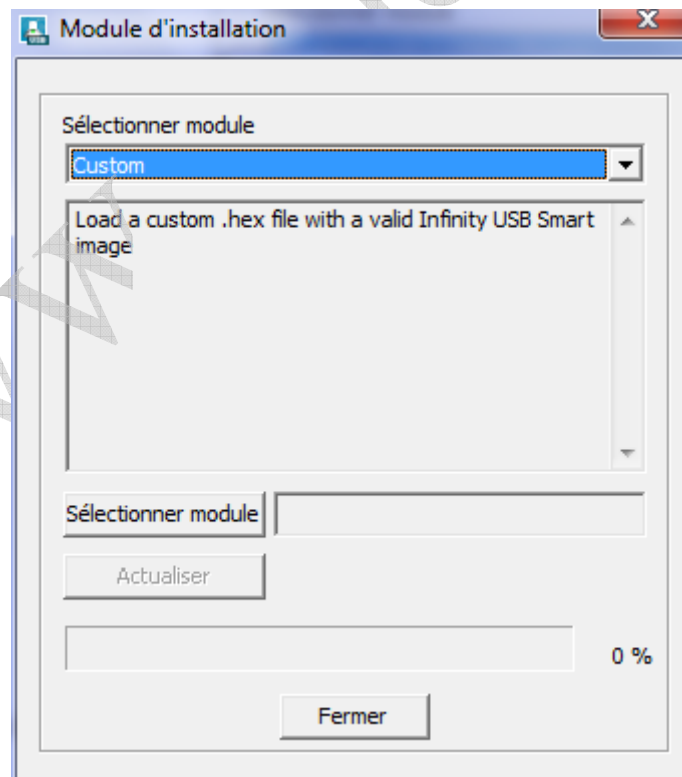 Module d'installation
Sélectionner module
Custom
Load a custom .hex file with a valid Infinity USB Smart
image
Sélectionner module
Actualiser
0 %
Fermer